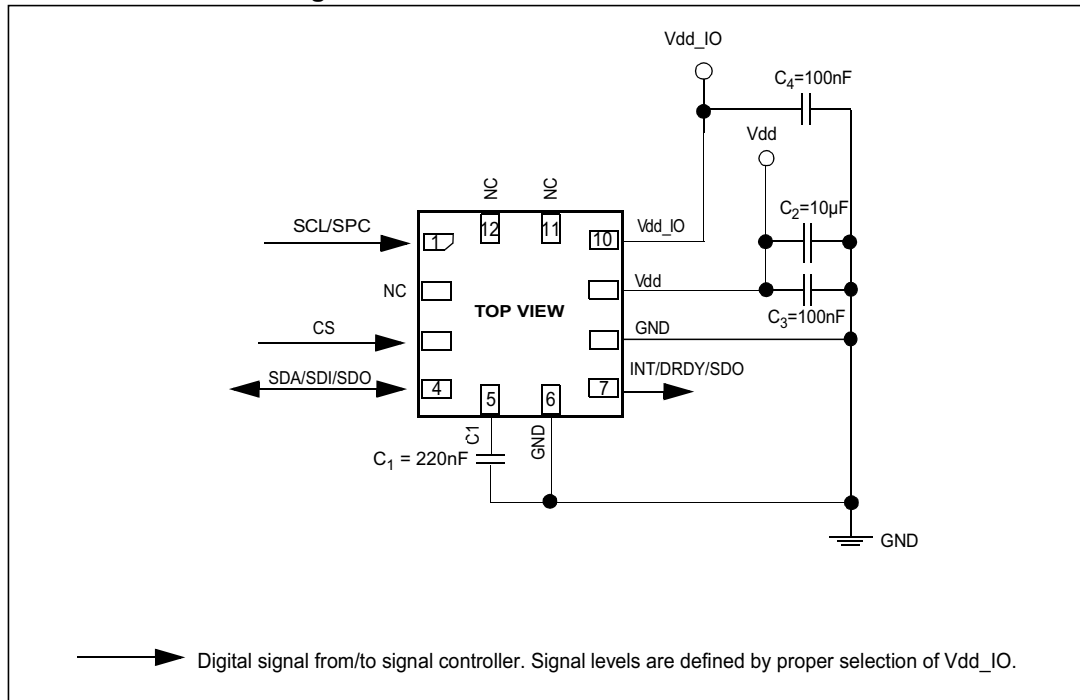 Vdd_IO
C4=100nF
Vdd
NC
NC
C2=10µF
SCL/SPC
1
12
11
10
Vdd_IO
NC
Vdd
TOP VIEW
C3=100nF
CS
GND
SDA/SDI/SDO
4
5
6
7
INT/DRDY/SDO
C1
GND
C1 = 220nF
GND
Digital signal from/to signal controller. Signal levels are defined by proper selection of Vdd_IO.